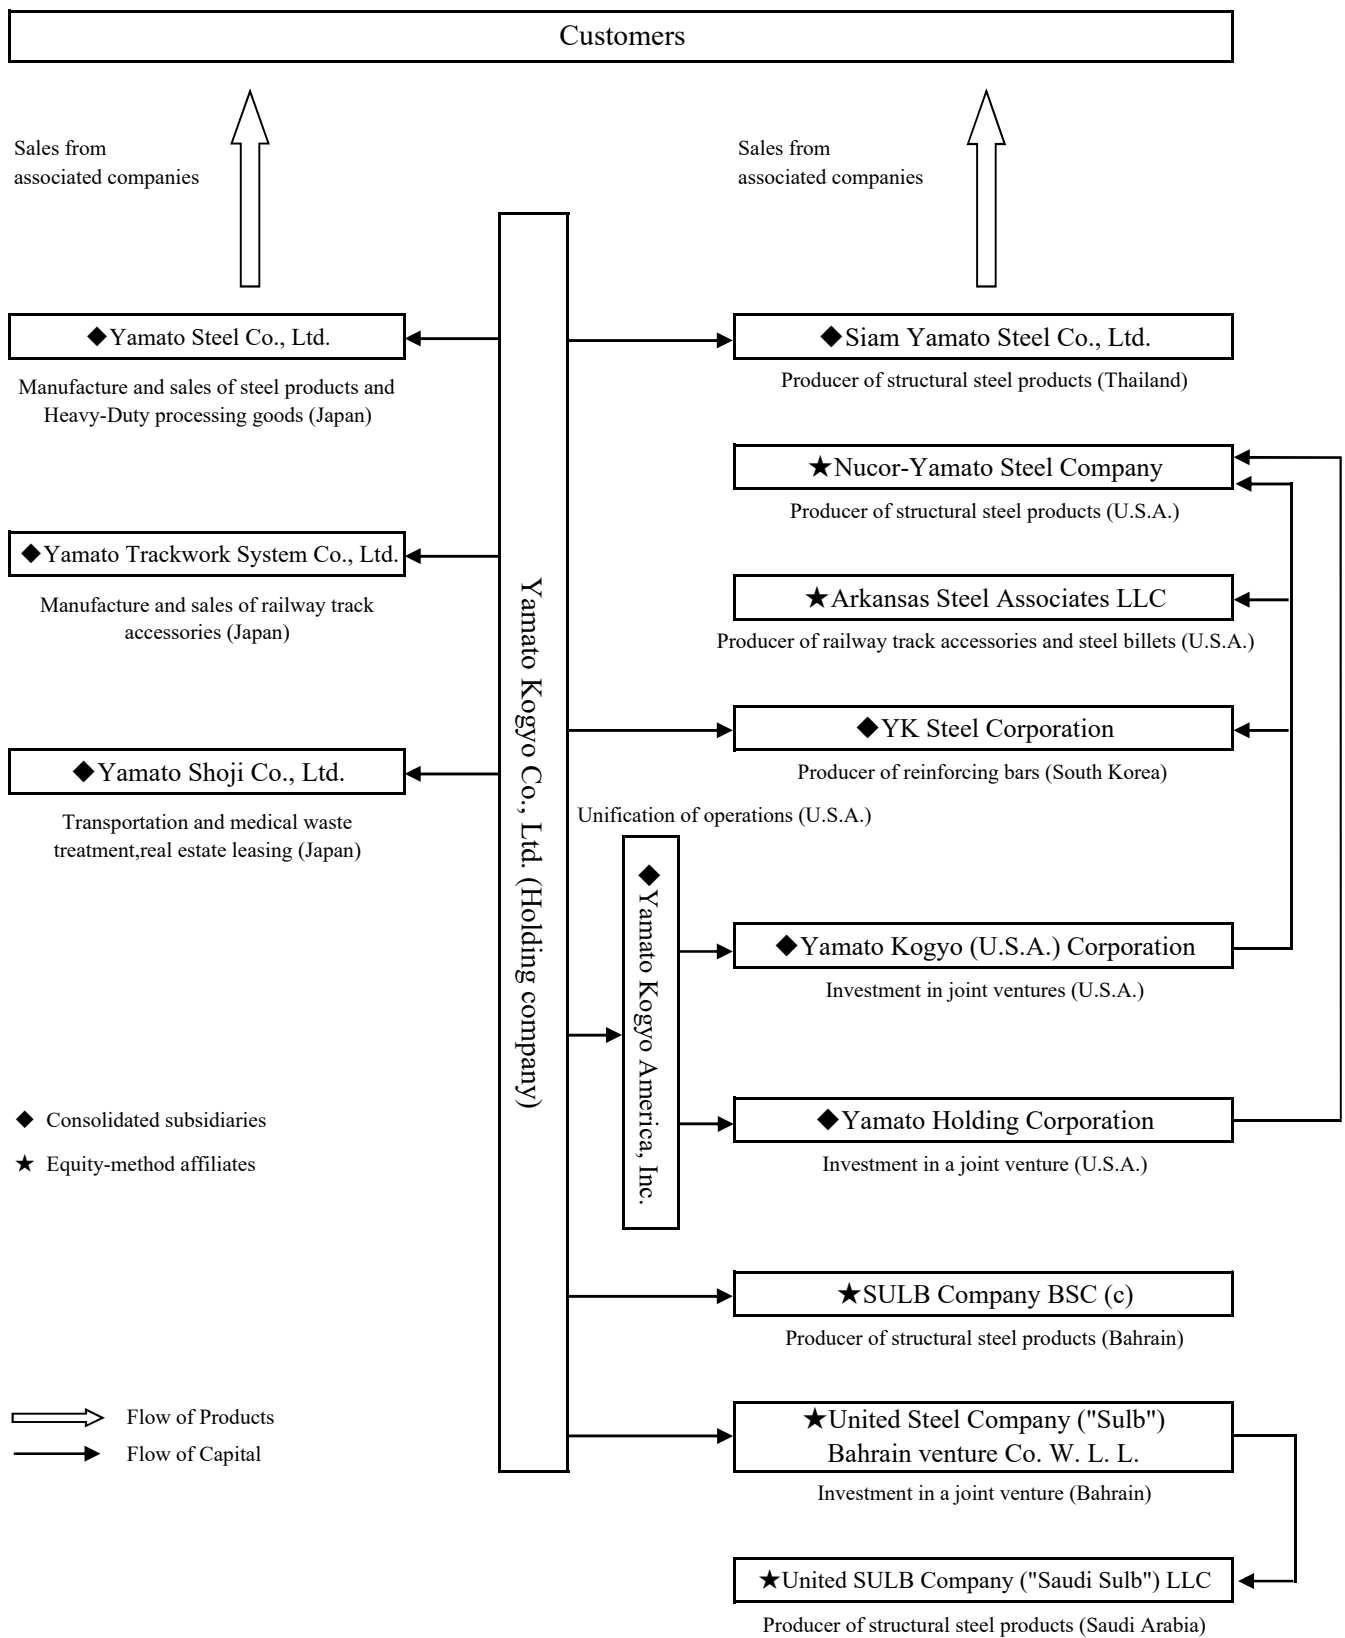 Customers
Sales from
associated companies
Sales from
associated companies
◆Yamato Steel Co., Ltd.
Manufacture and sales of steel products and
Heavy-Duty processing goods (Japan)
◆Yamato Trackwork System Co., Ltd.
Manufacture and sales of railway track
accessories (Japan)
◆Yamato Shoji Co., Ltd.
Transportation and medical waste
treatment,real estate leasing (Japan)
◆ Consolidated subsidiaries
★ Equity-method affiliates
Flow of Products
Flow of Capital
Yamato Kogyo Co., Ltd. (Holding company)
◆Siam Yamato Steel Co., Ltd.
Producer of structural steel products (Thailand)
★Nucor-Yamato Steel Company
Producer of structural steel products (U.S.A.)
★Arkansas Steel Associates LLC
Producer of railway track accessories and steel billets (U.S.A.)
◆YK Steel Corporation
Producer of reinforcing bars (South Korea)
Unification of operations (U.S.A.)
◆Yamato Kogyo America, Inc.
◆Yamato Kogyo (U.S.A.) Corporation
Investment in joint ventures (U.S.A.)
◆Yamato Holding Corporation
Investment in a joint venture (U.S.A.)
★SULB Company BSC (c)
Producer of structural steel products (Bahrain)
★United Steel Company ("Sulb")
Bahrain venture Co. W. L. L.
Investment in a joint venture (Bahrain)
★United SULB Company ("Saudi Sulb") LLC
Producer of structural steel products (Saudi Arabia)